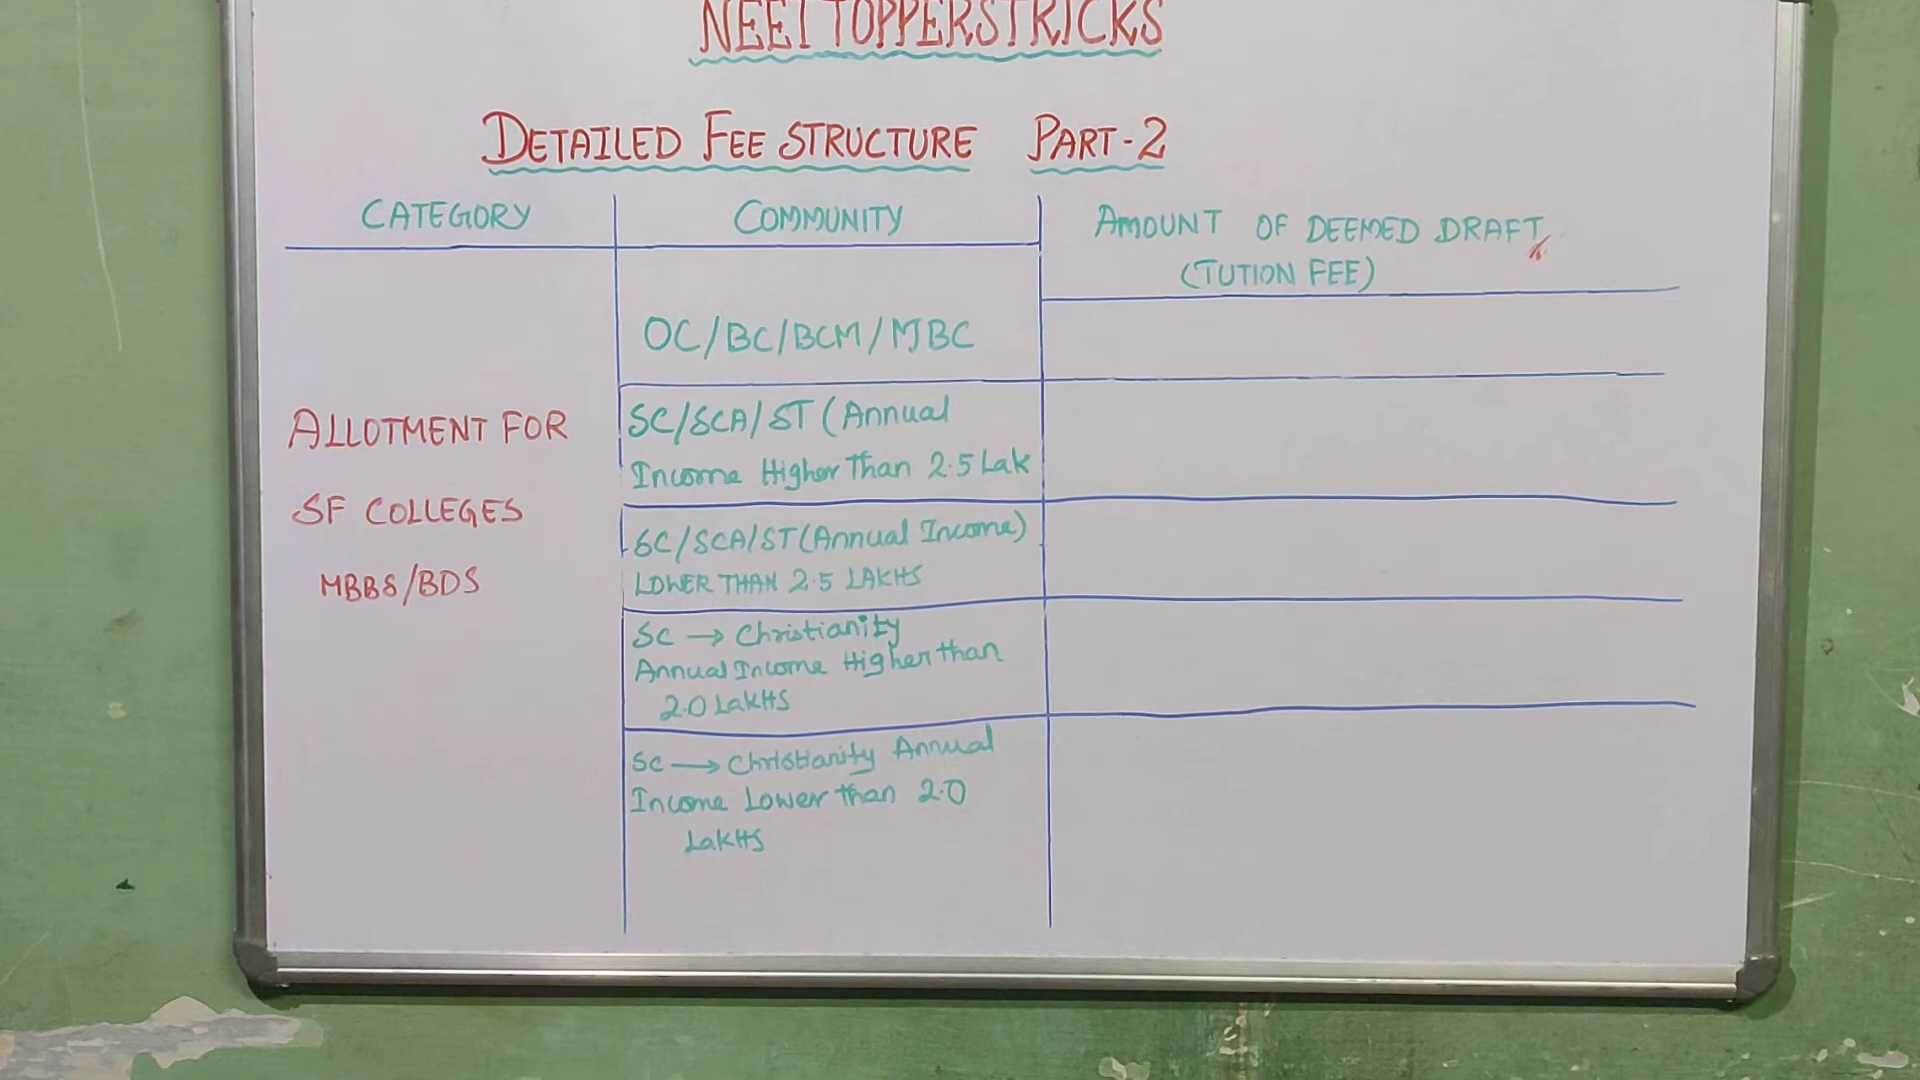 NEET TOPPERSTRICKS
DETAILED FEE STRUCTURE PART-2
CATEGORY
COMMUNITY
AMOUNT OF DEEMED DRAFT
(TUTION FEE)
ALLOTMENT FOR
SF COLLEGES
MBBS/BDS
OC/BC/BCM/MBC
SC/SCA/ST (Annual
Income Higher Than 2.5 Lak
SC/SCA/ST (Annual Income)
LOWER THAN 2.5 LAKHS
SC → Christianity
Annual Income Higher than
2.0 LakHS
SC → Christianity Annual
Income Lower than 2.0
LakHS